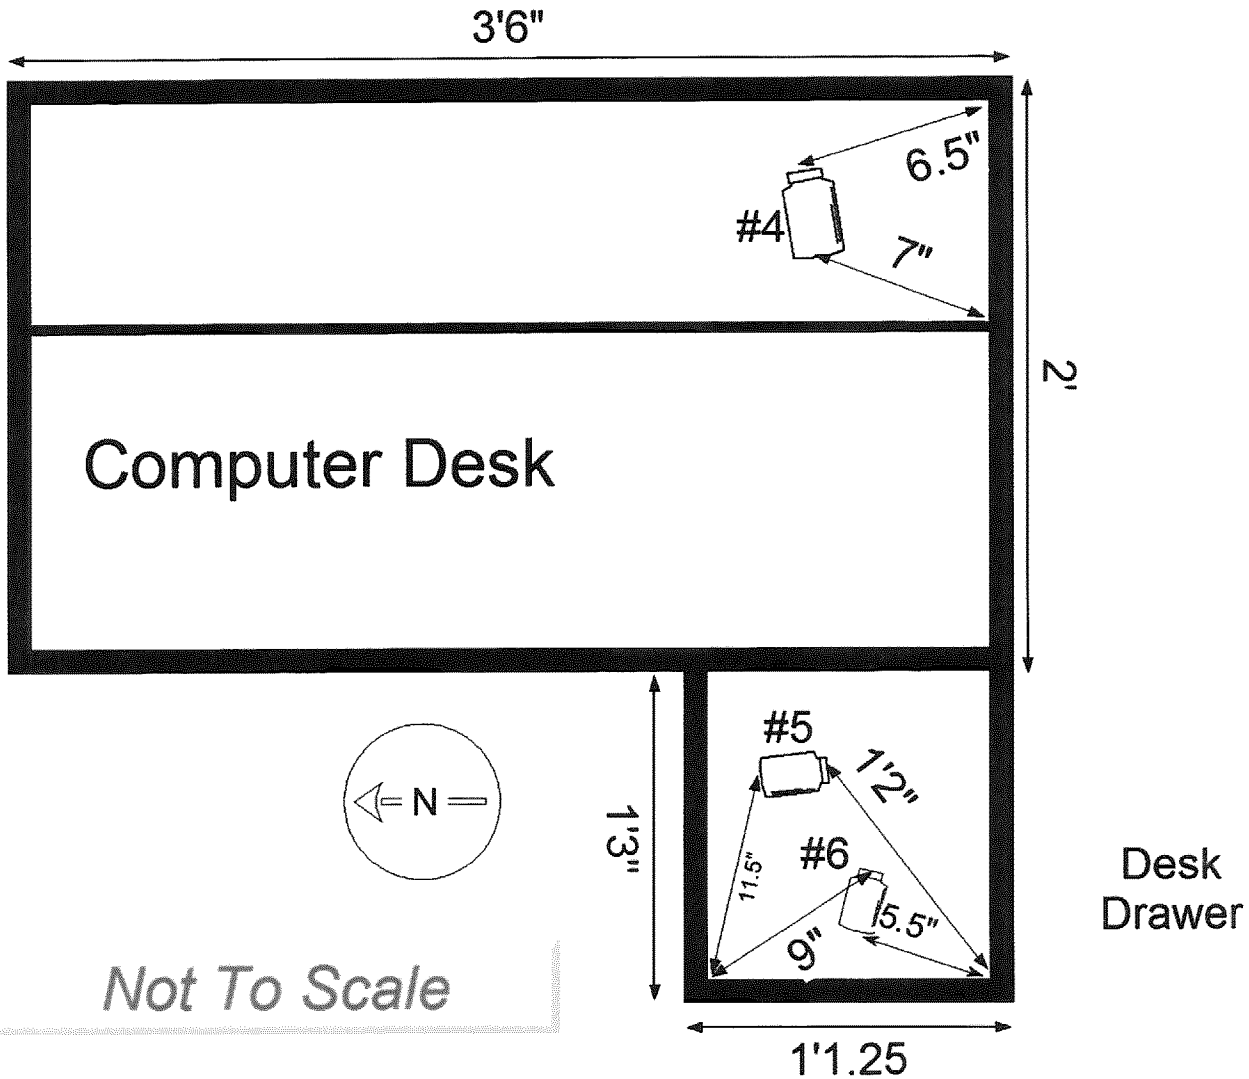 3'6"
6.5"
#4
7"
2'
Computer Desk
#5
1'2"
N
1'3"
#6
11.5"
5.5"
9"
Desk
Drawer
Not To Scale
1'1.25